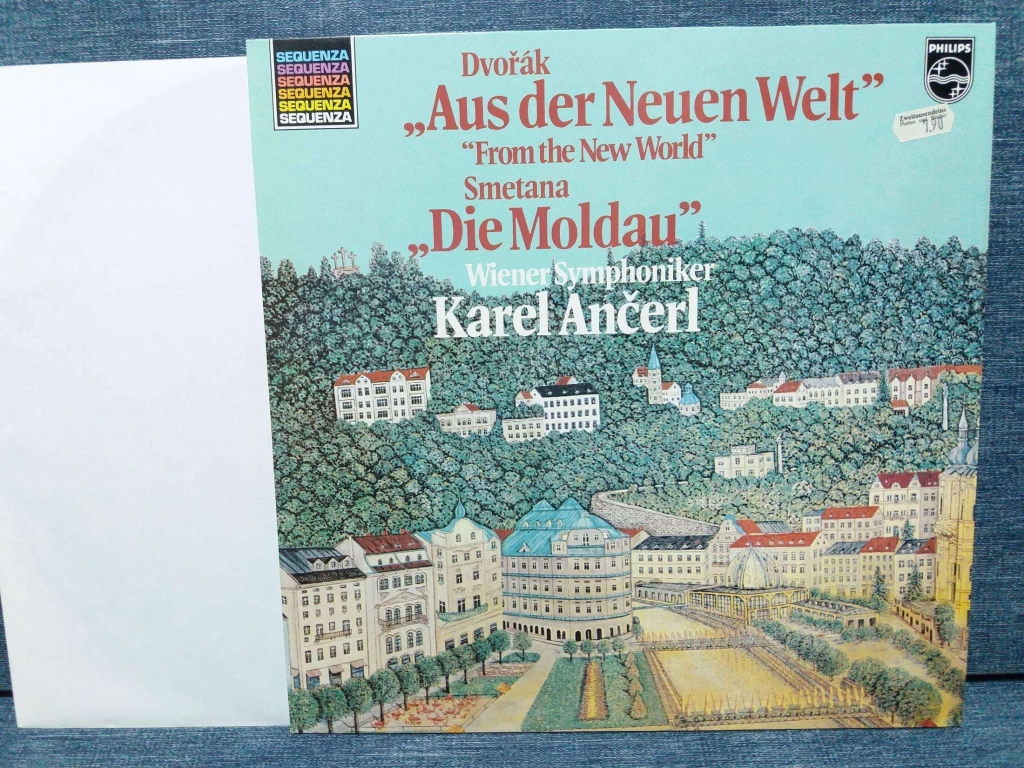 SEQUENZA
SEQUENZA
SEQUENZA
SEQUENZA
SEQUENZA
SEQUENZA
Dvořák
„Aus der Neuen Welt”
“From the New World”
Smetana
„Die Moldau”
Wiener Symphoniker
Karel Ančerl
PHILIPS
Zweitausendeins